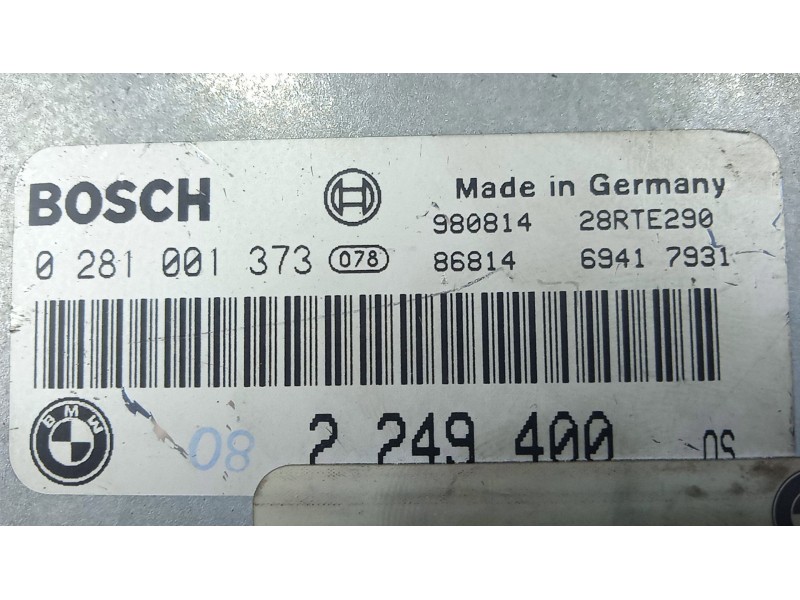 BOSCH Made in Germany
980814 28RTE290
0 281 001 373 078 86814 6941 7931
BMW 08 2 249 400